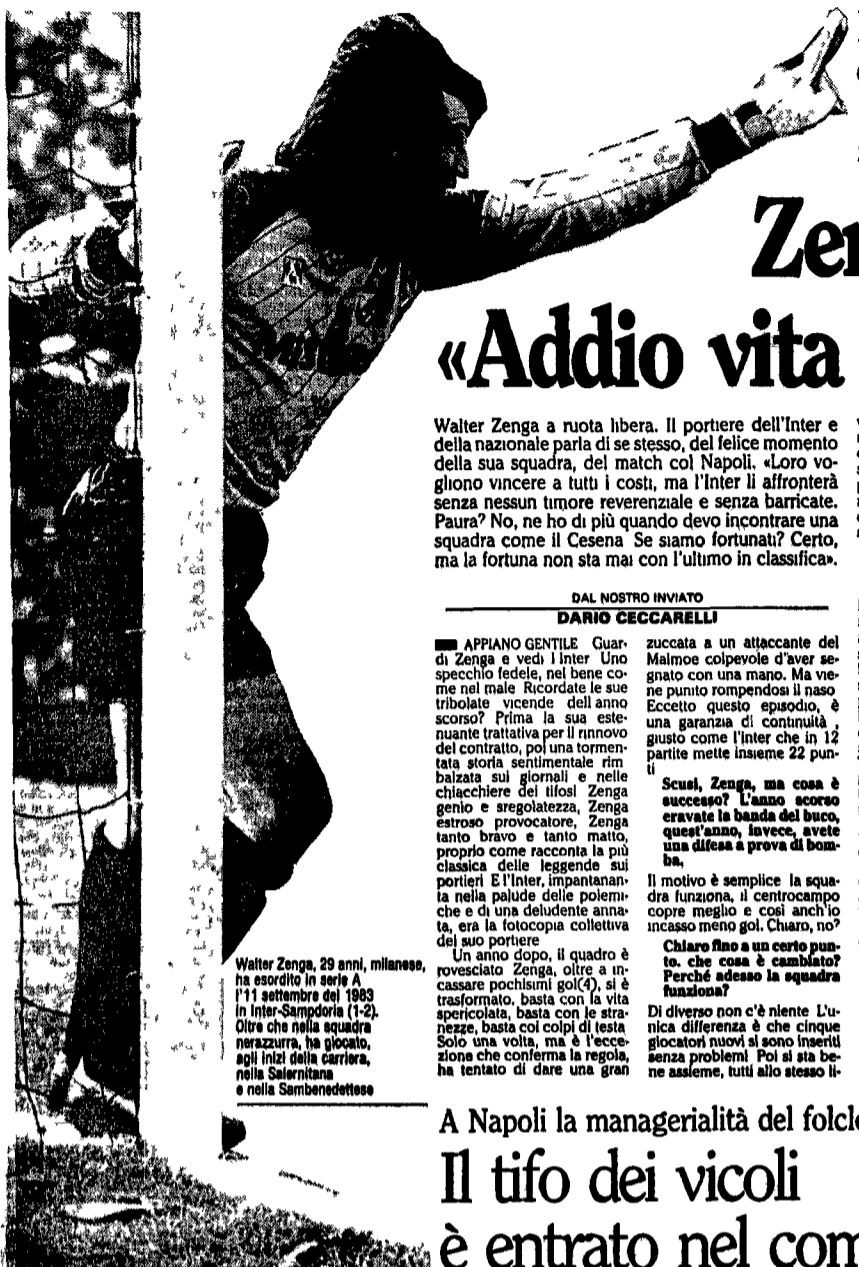 Zen
«Addio vita
Walter Zenga a ruota libera. Il portiere dell'Inter e
della nazionale parla di se stesso, del felice momento
della sua squadra, del match col Napoli. «Loro vo-
gliono vincere a tutti i costi, ma l'Inter li affronterà
senza nessun timore reverenziale e senza barricate.
Paura? No, ne ho di più quando devo incontrare una
squadra come il Cesena Se siamo fortunati? Certo,
ma la fortuna non sta mai con l'ultimo in classifica».
DAL NOSTRO INVIATO
DARIO CECCARELLI
APPIANO GENTILE Guar-
di Zenga e vedi l Inter Uno
specchio fedele, nel bene co-
me nel male Ricordate le sue
tribolate vicende dell anno
scorso? Prima la sua este-
nuante trattativa per il rinnovo
del contratto, poi una tormen-
tata storia sentimentale rim
balzata sui giornali e nelle
chiacchiere dei tifosi Zenga
genio e sregolatezza, Zenga
estroso provocatore, Zenga
tanto bravo e tanto matto,
proprio come racconta la più
classica delle leggende sui
portieri E l'Inter, impantanan-
ta nella palude delle polemi-
che e di una deludente anna-
ta, era la fotocopia collettiva
del suo portiere
Un anno dopo, il quadro è
rovesciato Zenga, oltre a in-
cassare pochisimi gol(4), si è
trasformato. basta con la vita
spericolata, basta con le stra-
nezze, basta coi colpi di testa
Solo una volta, ma è l'ecce-
zione che conferma la regola,
ha tentato di dare una gran
zuccata a un attaccante del
Malmoe colpevole d'aver se-
gnato con una mano. Ma vie-
ne punito rompendosi il naso
Eccetto questo episodio, è
una garanzia di continuità ,
giusto come l'Inter che in 12
partite mette insieme 22 pun-
ti
Scusi, Zenga, ma cosa è
successo? L'anno scorso
eravate la banda del buco,
quest'anno, invece, avete
una difesa a prova di bom-
ba,
Il motivo è semplice la squa-
dra funziona, il centrocampo
copre meglio e così anch'io
incasso meno gol. Chiaro, no?
Chiaro fino a un certo pun-
to. che cosa è cambiato?
Perché adesso la squadra
funziona?
Di diverso non c'è niente L'u-
nica differenza è che cinque
giocatori nuovi si sono inseriti
senza problemi Poi si sta be-
ne assieme, tutti allo stesso li-
Walter Zenga, 29 anni, milanese,
ha esordito in serie A
l'11 settembre del 1983
in Inter-Sampdoria (1-2).
Oltre che nella squadra
nerazzurra, ha giocato,
agli inizi della carriera,
nella Salernitana
e nella Sambenedettese
A Napoli la managerialità del folclo
Il tifo dei vicoli
è entrato nel com